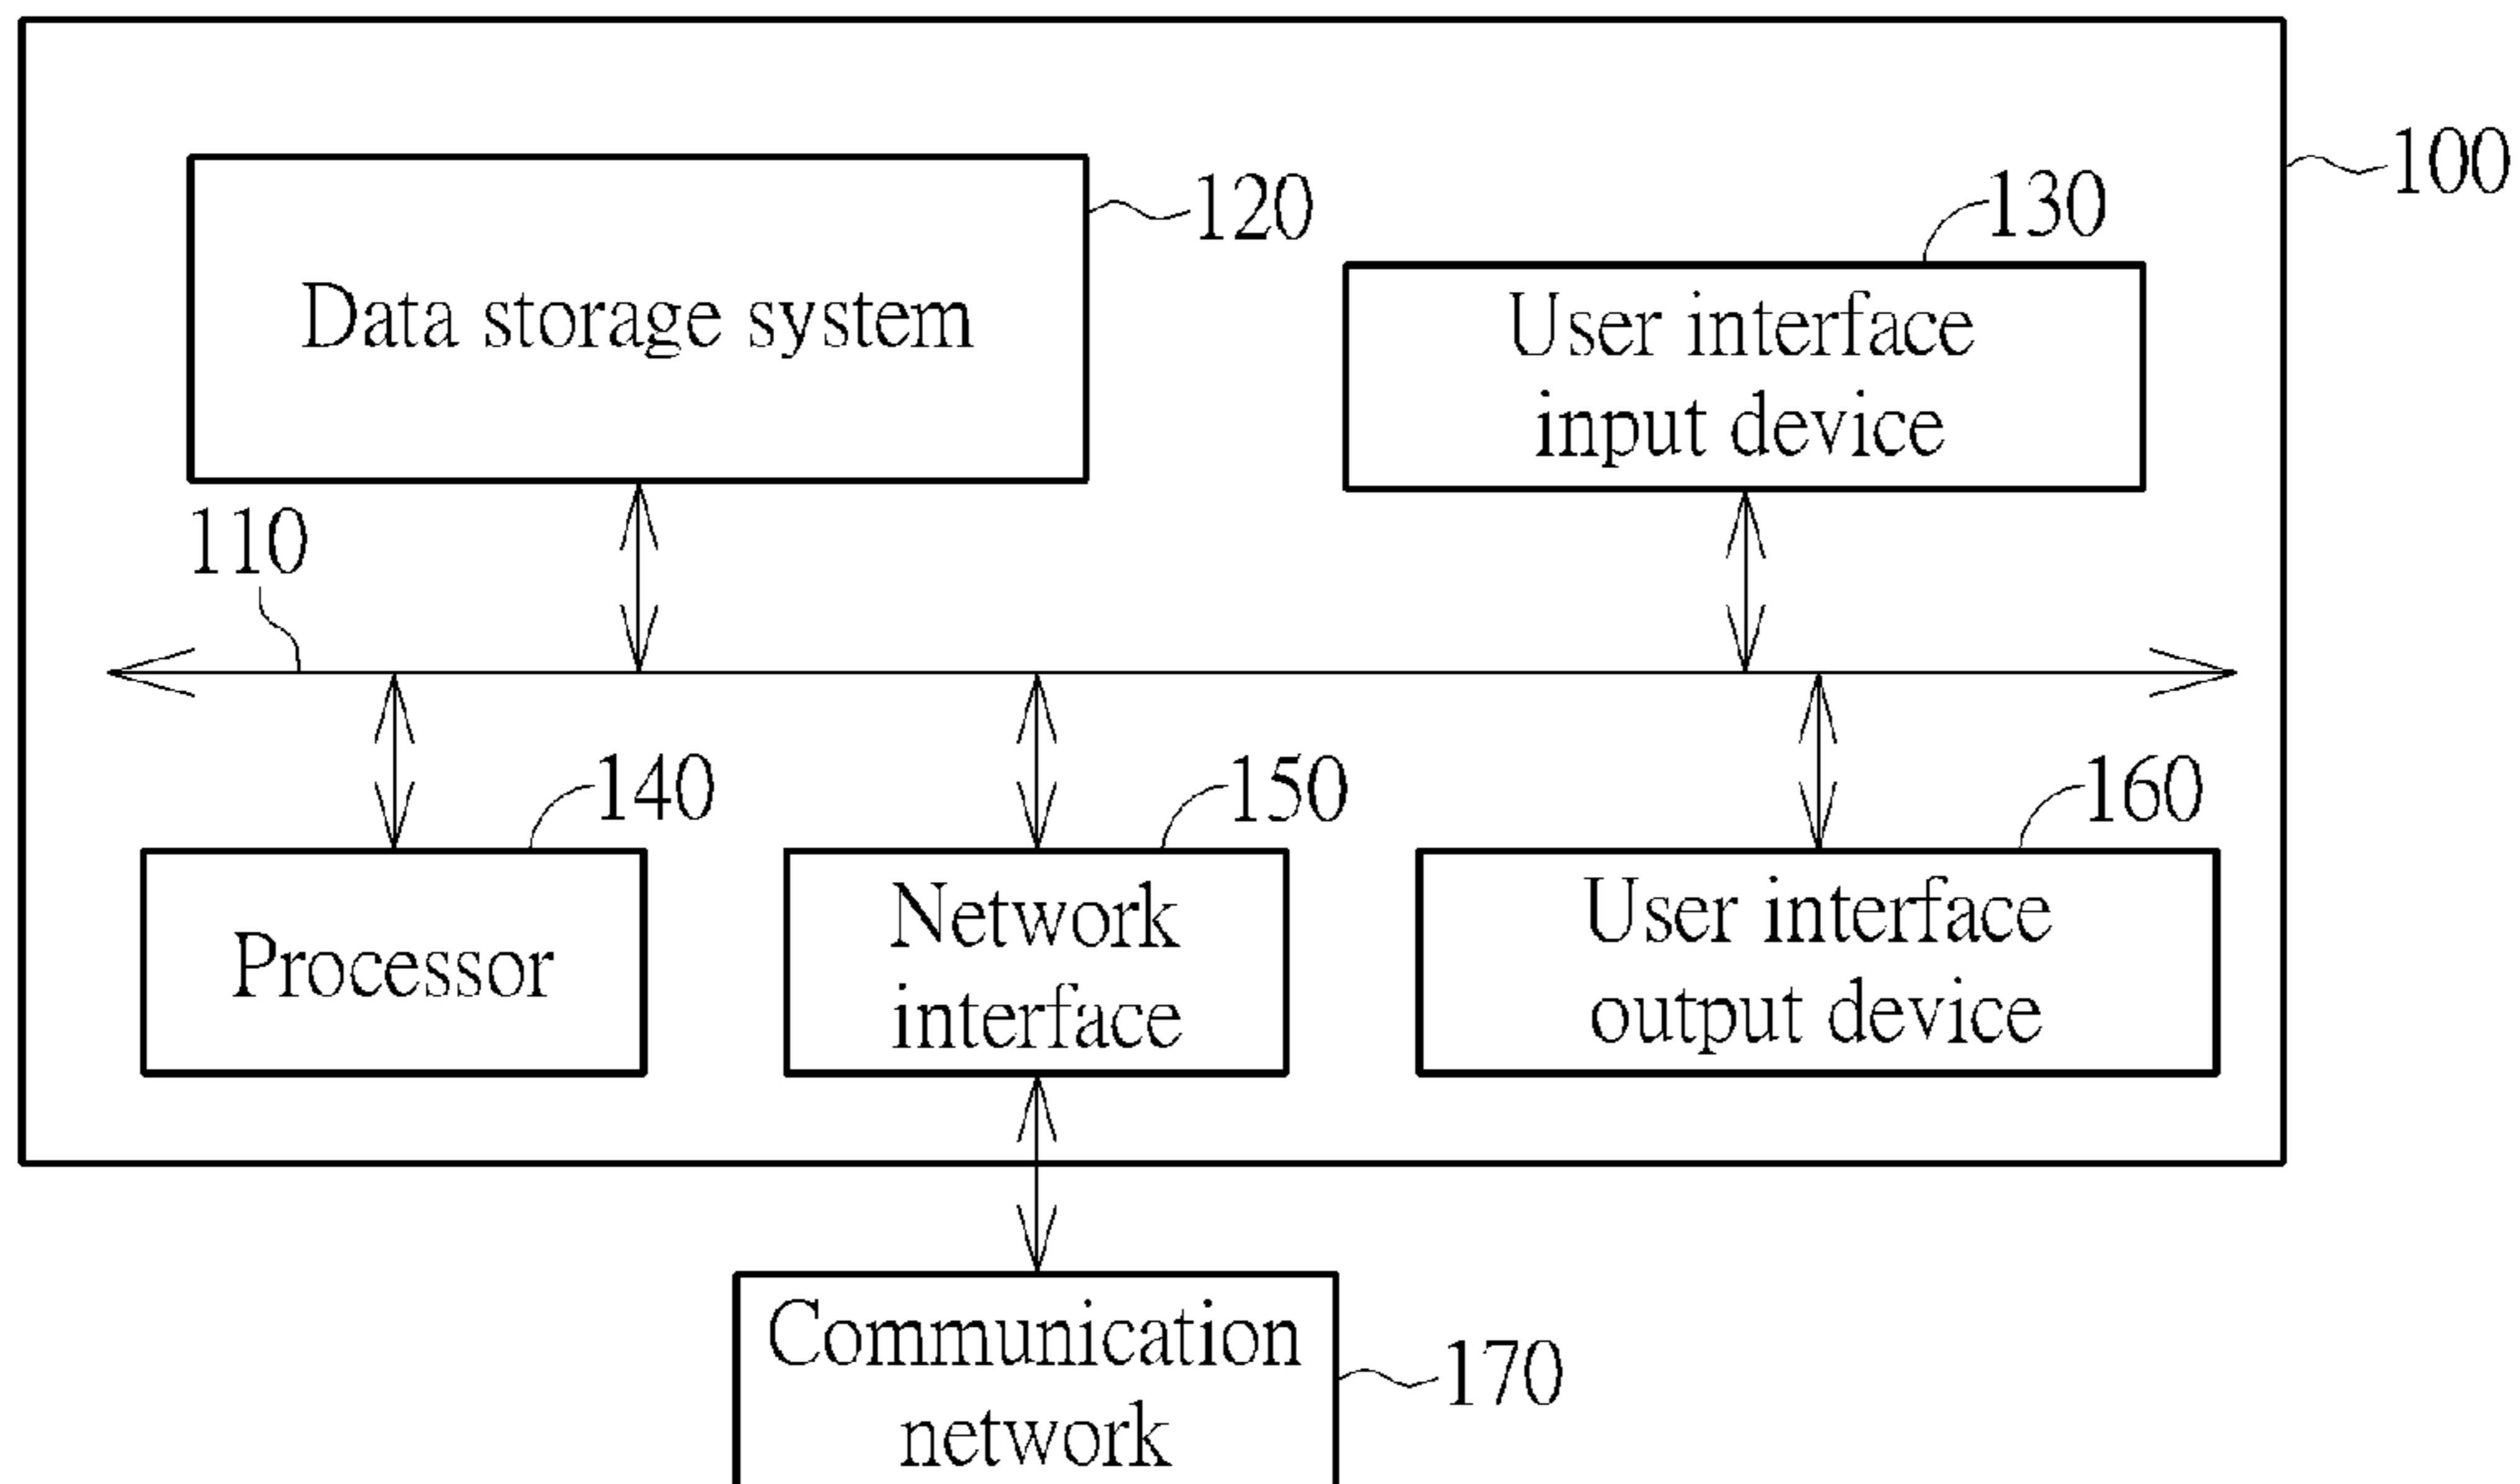 100
120
130
Data storage system
User interface
input device
110
140
150
160
Processor
Network
interface
User interface
output device
Communication
network
170